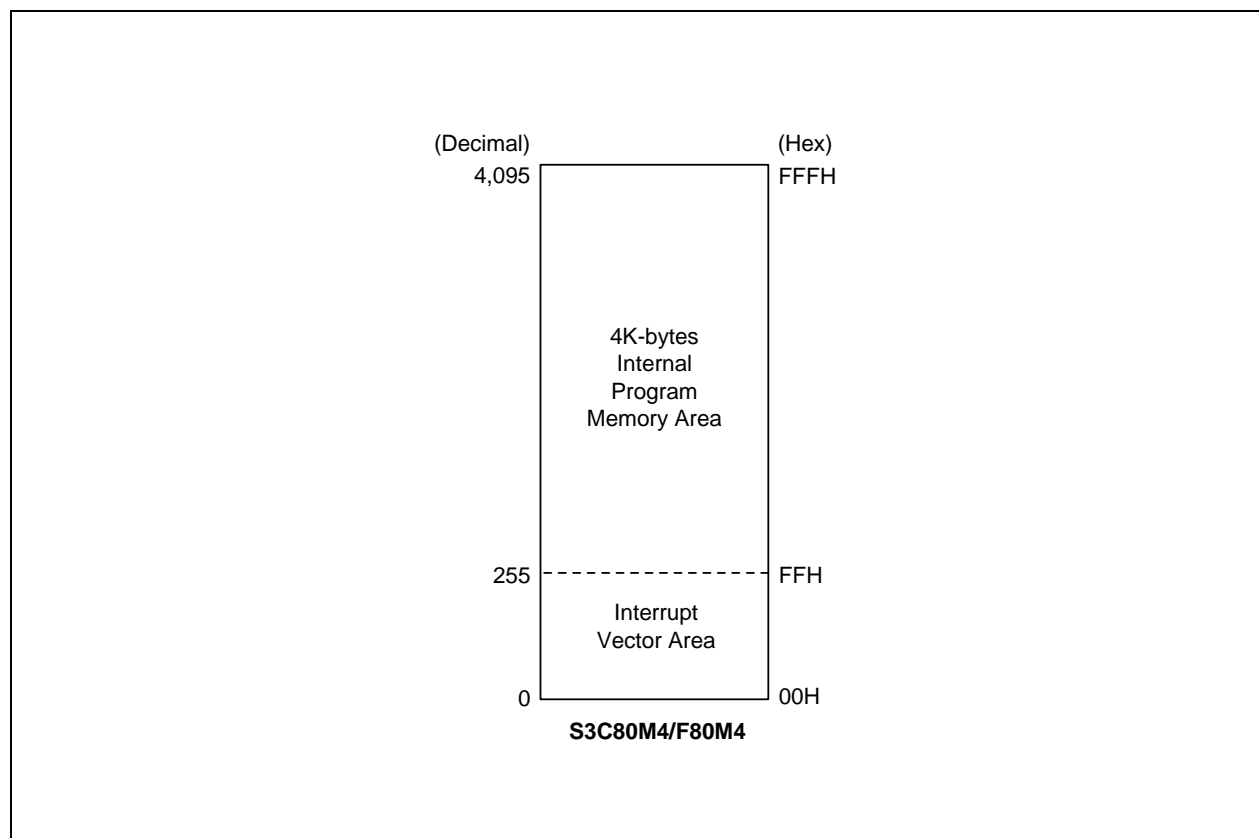 (Decimal) (Hex)
4,095 FFFH
4K-bytes
Internal
Program
Memory Area
255 FFH
Interrupt
Vector Area
0 00H
S3C80M4/F80M4